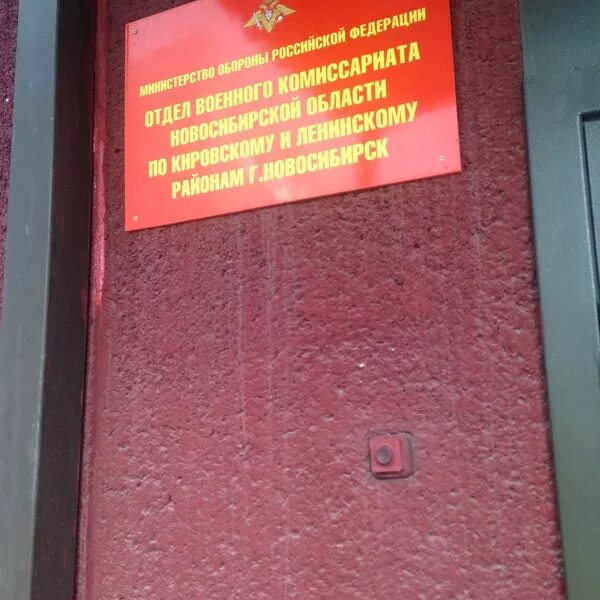 МИНИСТЕРСТВО ОБОРОНЫ РОССИЙСКОЙ ФЕДЕРАЦИИ
ОТДЕЛ ВОЕННОГО КОМИССАРИАТА
НОВОСИБИРСКОЙ ОБЛАСТИ
ПО КИРОВСКОМУ И ЛЕНИНСКОМУ
РАЙОНАМ Г.НОВОСИБИРСК